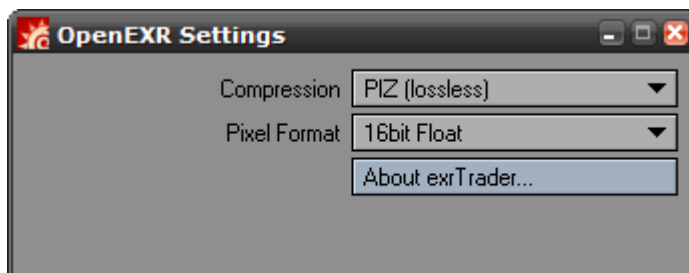 OpenEXR Settings
Compression PIZ (lossless)
Pixel Format 16bit Float
About exrTrader...